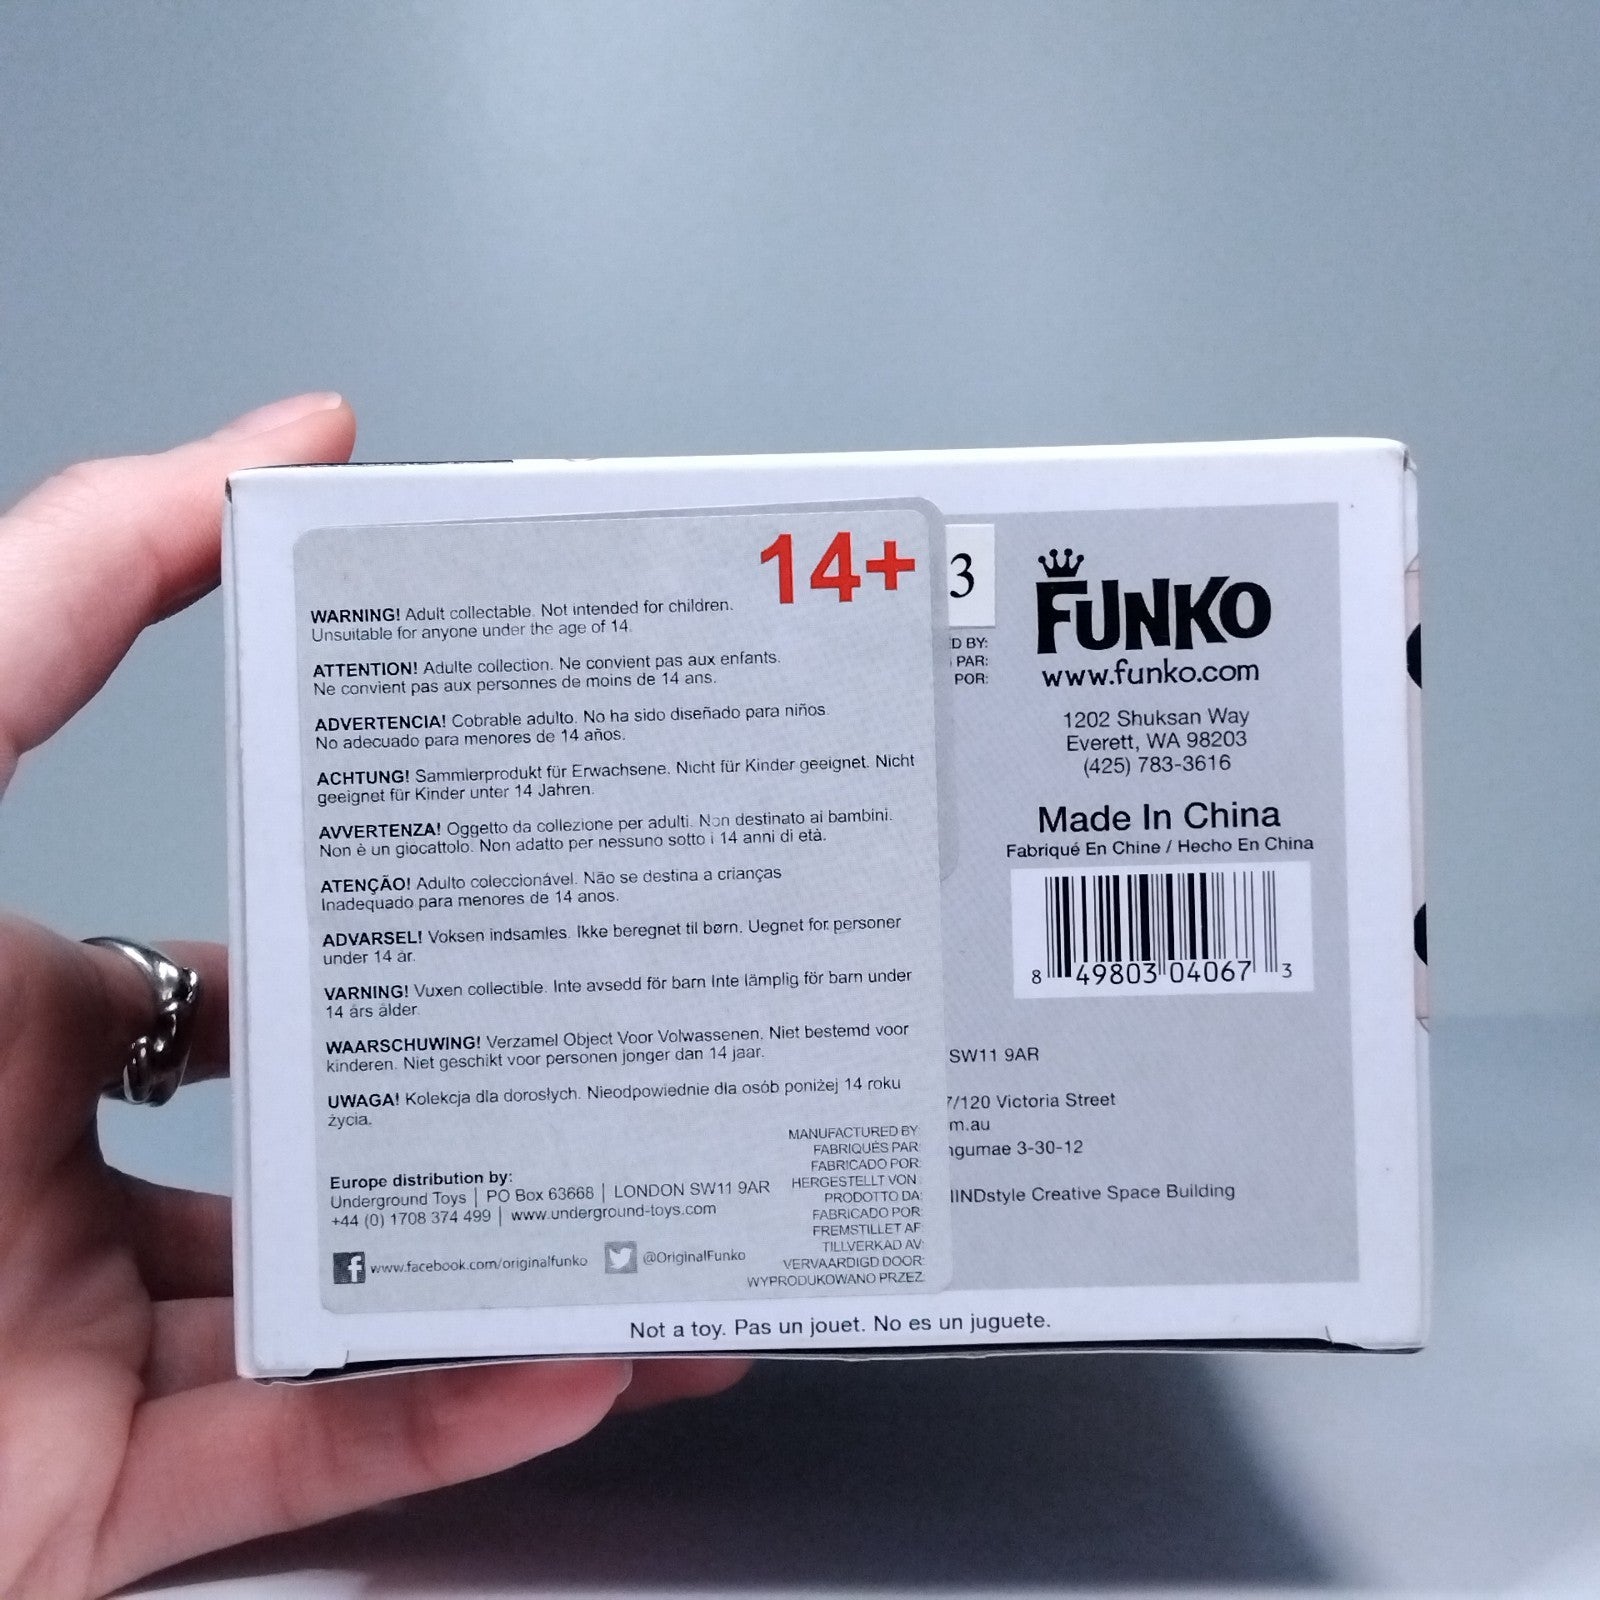 14+
WARNING! Adult collectable. Not intended for children.
Unsuitable for anyone under the age of 14.
ATTENTION! Adulte collection. Ne convient pas aux enfants.
Ne convient pas aux personnes de moins de 14 ans.
ADVERTENCIA! Cobrable adulto. No ha sido diseñado para niños.
No adecuado para menores de 14 años.
ACHTUNG! Sammlerprodukt für Erwachsene. Nicht für Kinder geeignet. Nicht
geeignet für Kinder unter 14 Jahren.
AVVERTENZA! Oggetto da collezione per adulti. Non destinato ai bambini.
Non è un giocattolo. Non adatto per nessuno sotto i 14 anni di età.
ATENÇÃO! Adulto coleccionável. Não se destina a crianças
Inadequado para menores de 14 anos.
ADVARSEL! Voksen indsamles. Ikke beregnet til børn. Uegnet for personer
under 14 år.
VARNING! Vuxen collectible. Inte avsedd för barn Inte lämplig för barn under
14 års ålder.
WAARSCHUWING! Verzamel Object Voor Volwassenen. Niet bestemd voor
kinderen. Niet geschikt voor personen jonger dan 14 jaar.
UWAGA! Kolekcja dla dorosłych. Nieodpowiednie dla osób poniżej 14 roku
życia.
MANUFACTURED BY:
FABRIQUÉS PAR:
FABRICADO POR:
HERGESTELLT VON:
PRODOTTO DA:
FABRICADO POR:
FREMSTILLET AF:
TILLVERKAD AV:
VERVAARDIGD DOOR:
WYPRODUKOWANO PRZEZ:
Europe distribution by:
Underground Toys | PO Box 63668 | LONDON SW11 9AR
+44 (0) 1708 374 499 | www.underground-toys.com
www.facebook.com/originalfunko @OriginalFunko
3
D BY:
PAR:
POR:
FUNKO
www.funko.com
1202 Shuksan Way
Everett, WA 98203
(425) 783-3616
Made In China
Fabriqué En Chine / Hecho En China
8 49803 04067 3
SW11 9AR
7/120 Victoria Street
m.au
ngumae 3-30-12
INDstyle Creative Space Building
Not a toy. Pas un jouet. No es un juguete.